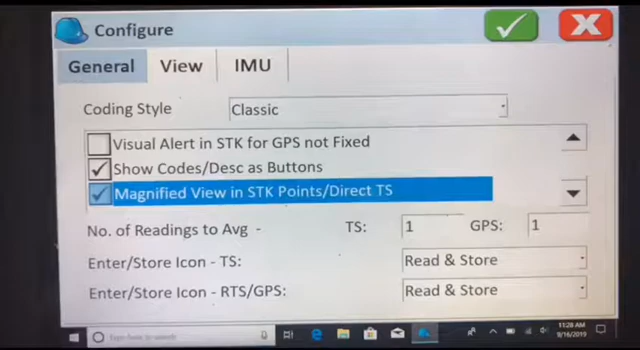 Configure
General View IMU
Coding Style Classic
Visual Alert in STK for GPS not Fixed
Show Codes/Desc as Buttons
Magnified View in STK Points/Direct TS
No. of Readings to Avg - TS: 1 GPS: 1
Enter/Store Icon - TS: Read & Store
Enter/Store Icon - RTS/GPS: Read & Store
Type here to search
11:28 AM
9/16/2019